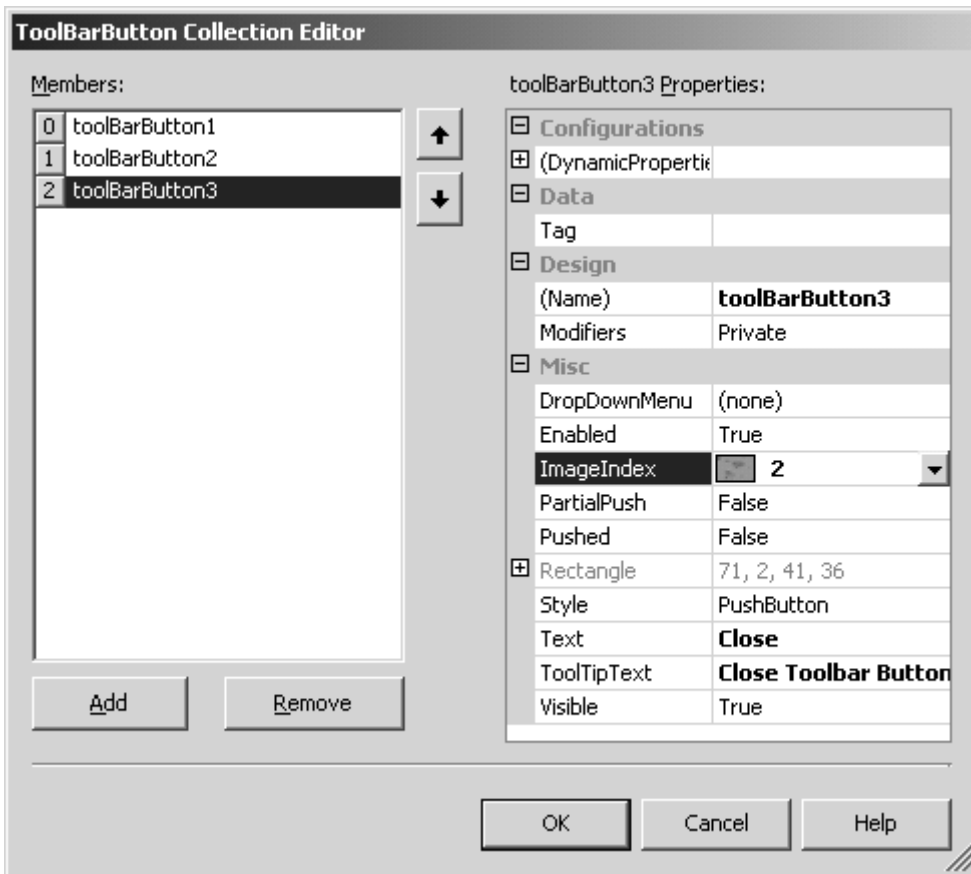 ToolBarButton Collection Editor
Members:
0 toolBarButton1
1 toolBarButton2
2 toolBarButton3
Add
Remove
toolBarButton3 Properties:
Configurations
(DynamicPropertie
Data
Tag
Design
(Name) toolBarButton3
Modifiers Private
Misc
DropDownMenu (none)
Enabled True
ImageIndex 2
PartialPush False
Pushed False
Rectangle 71, 2, 41, 36
Style PushButton
Text Close
ToolTipText Close Toolbar Button
Visible True
OK
Cancel
Help